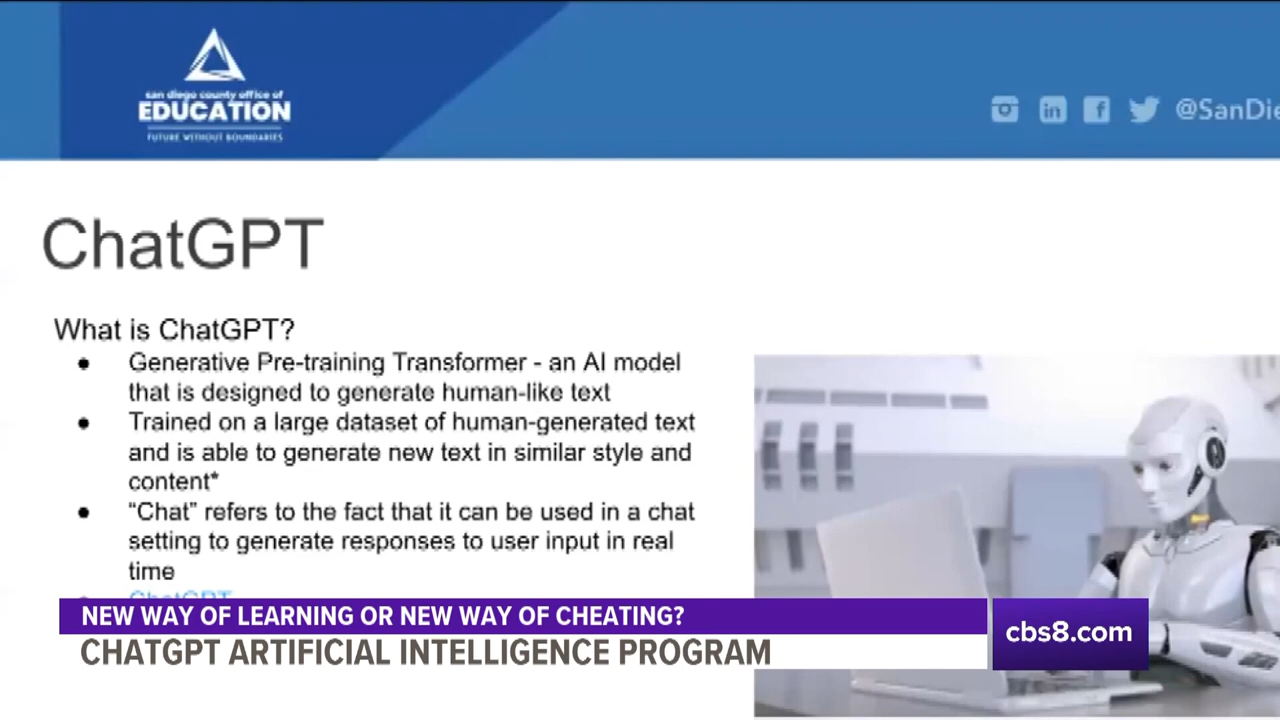 san diego county office of
EDUCATION
FUTURE WITHOUT BOUNDARIES
@SanDie
ChatGPT
What is ChatGPT?
● Generative Pre-training Transformer - an AI model
that is designed to generate human-like text
● Trained on a large dataset of human-generated text
and is able to generate new text in similar style and
content*
● “Chat” refers to the fact that it can be used in a chat
setting to generate responses to user input in real
time
● ChatGPT
NEW WAY OF LEARNING OR NEW WAY OF CHEATING?
CHATGPT ARTIFICIAL INTELLIGENCE PROGRAM
cbs8.com